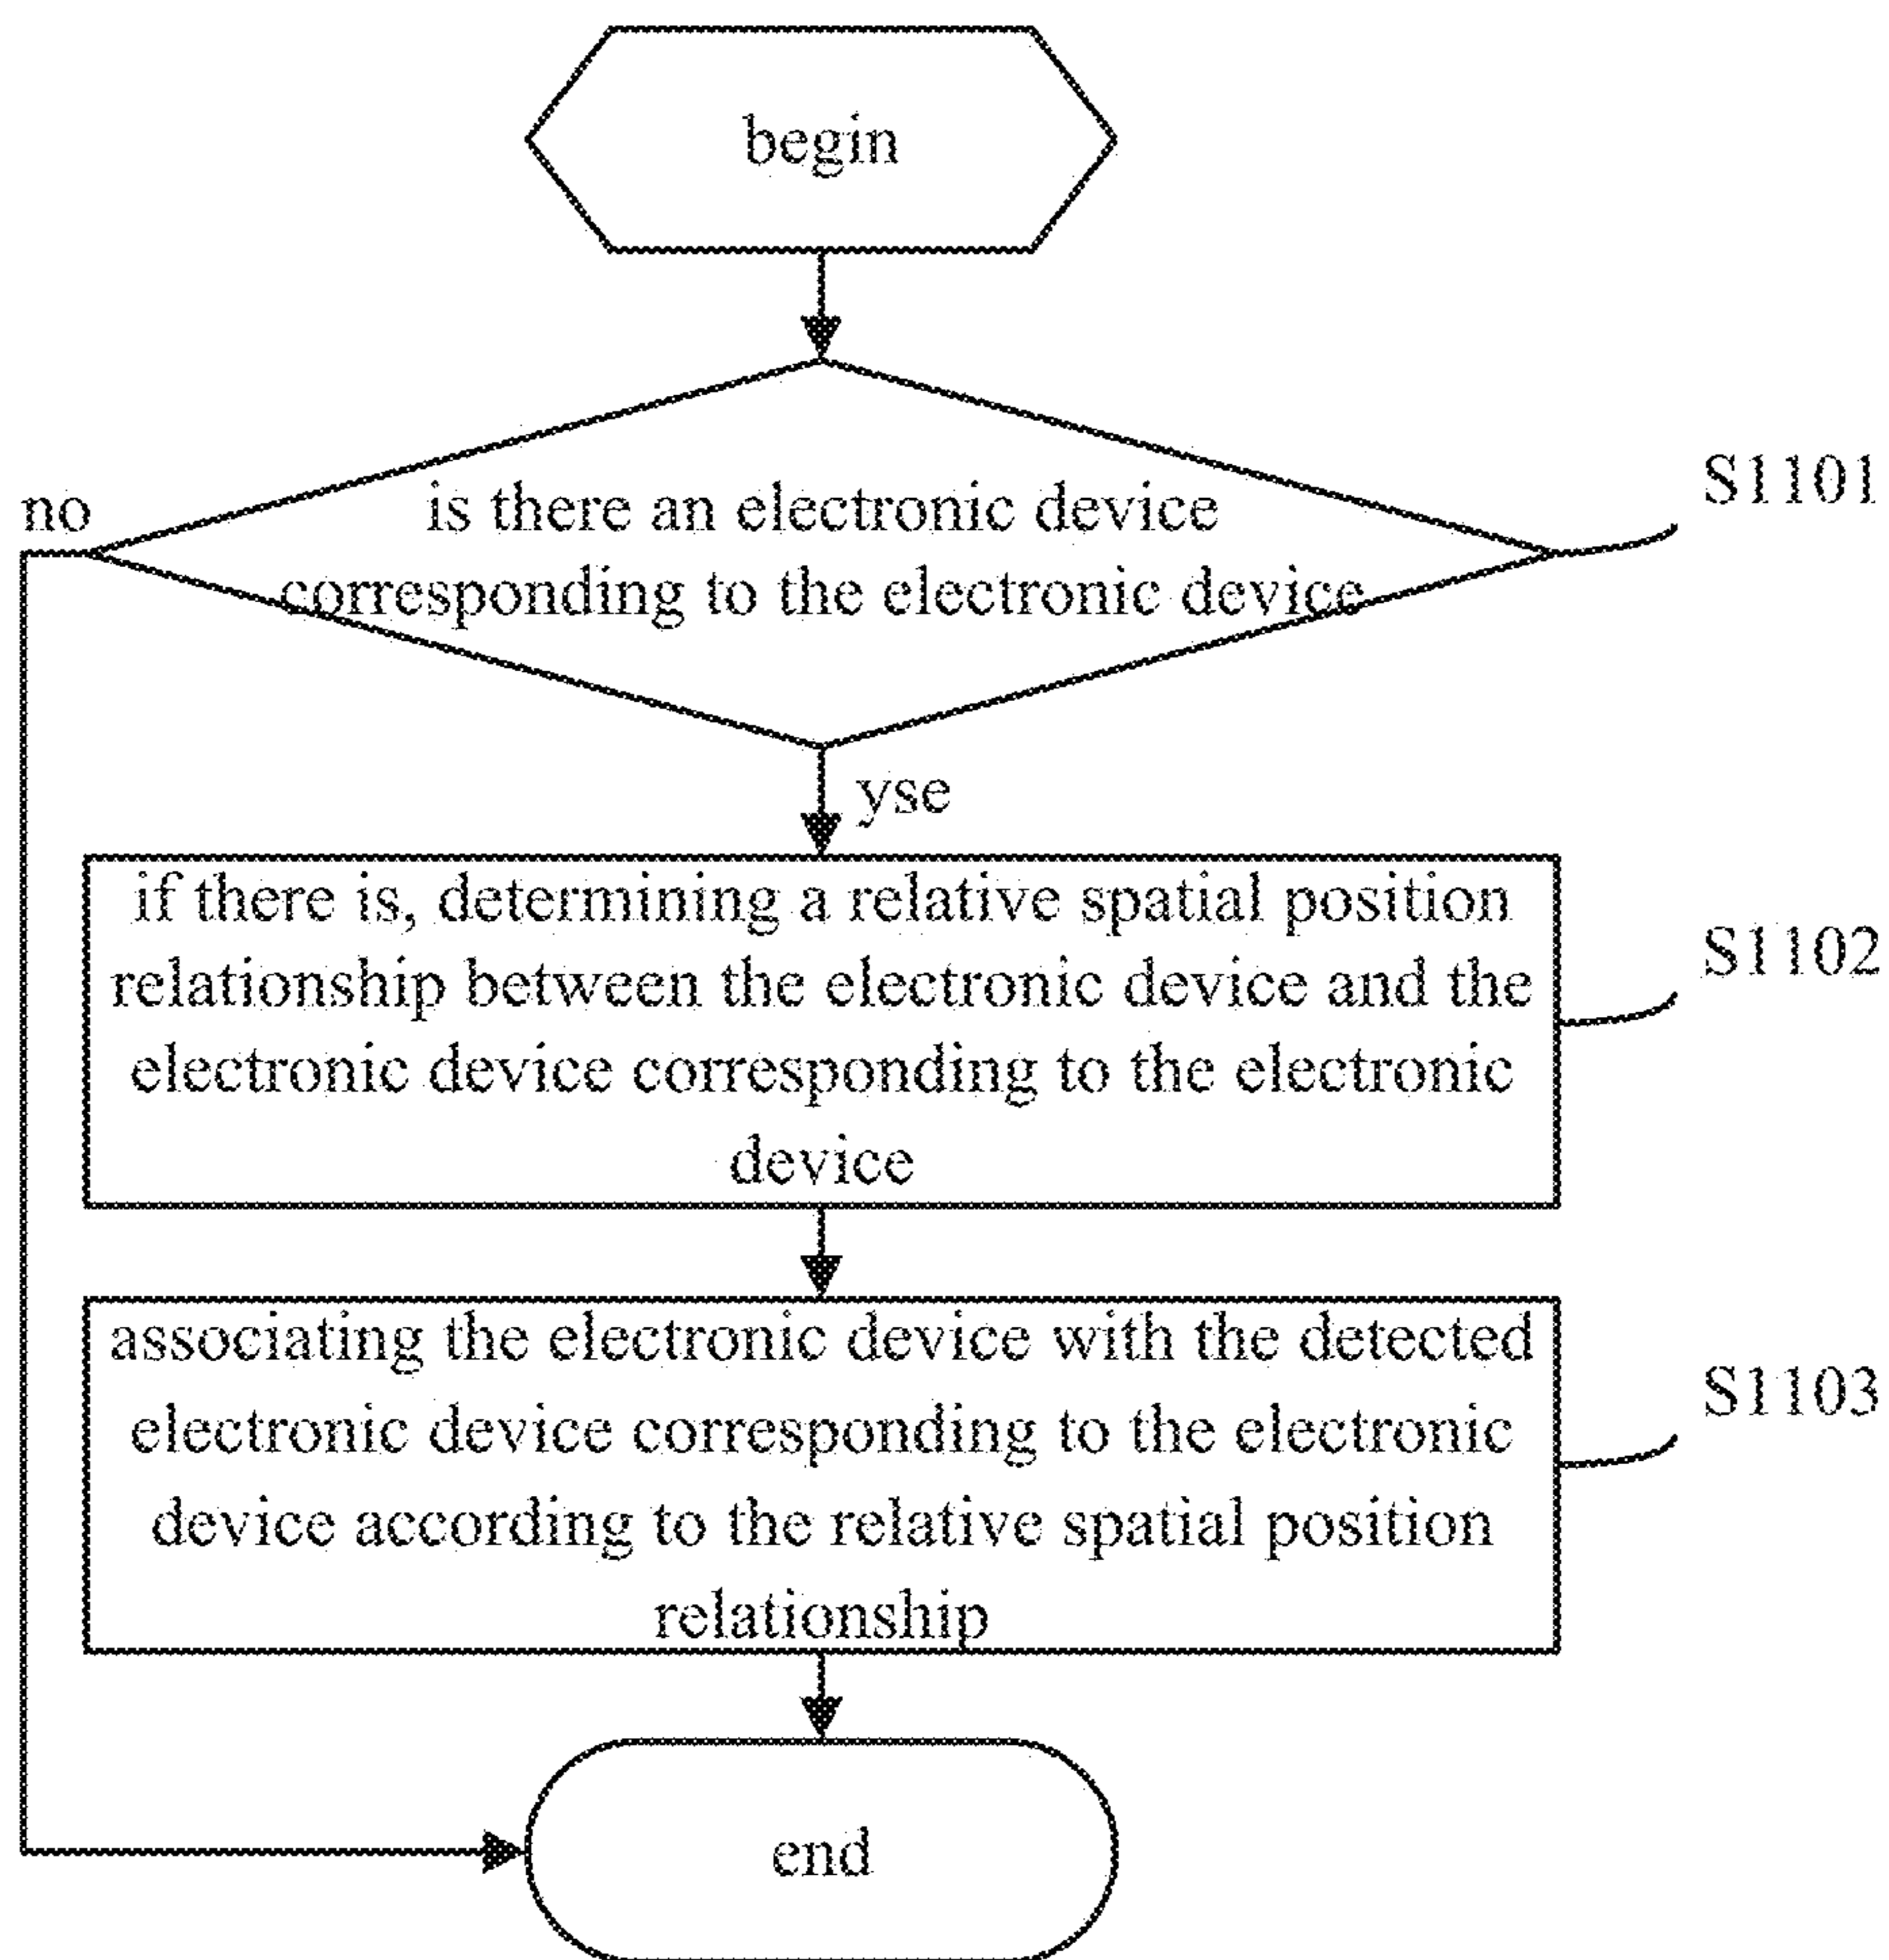 begin
S1101
no
is there an electronic device
corresponding to the electronic device
yse
if there is, determining a relative spatial position
relationship between the electronic device and the
electronic device corresponding to the electronic
device
S1102
associating the electronic device with the detected
electronic device corresponding to the electronic
device according to the relative spatial position
relationship
S1103
end